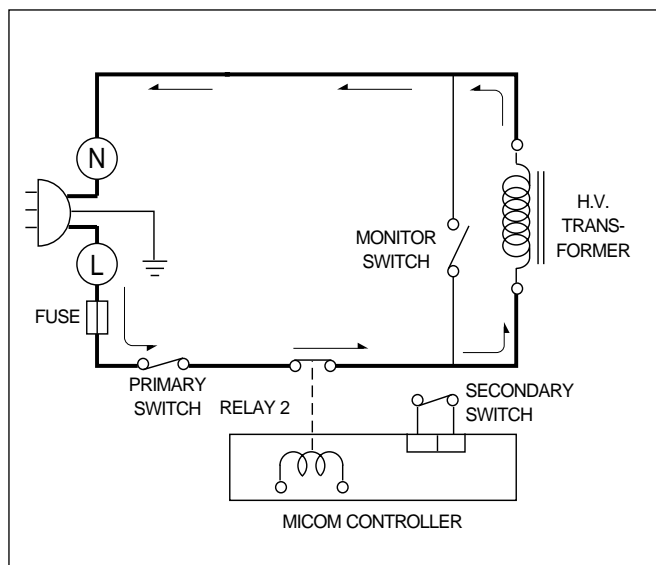 N
H.V.
TRANS-
FORMER
MONITOR
SWITCH
L
FUSE
PRIMARY
SWITCH
RELAY 2
SECONDARY
SWITCH
MICOM CONTROLLER